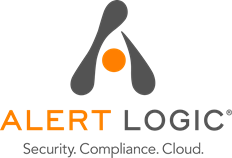 ALERT LOGIC®
Security. Compliance. Cloud.